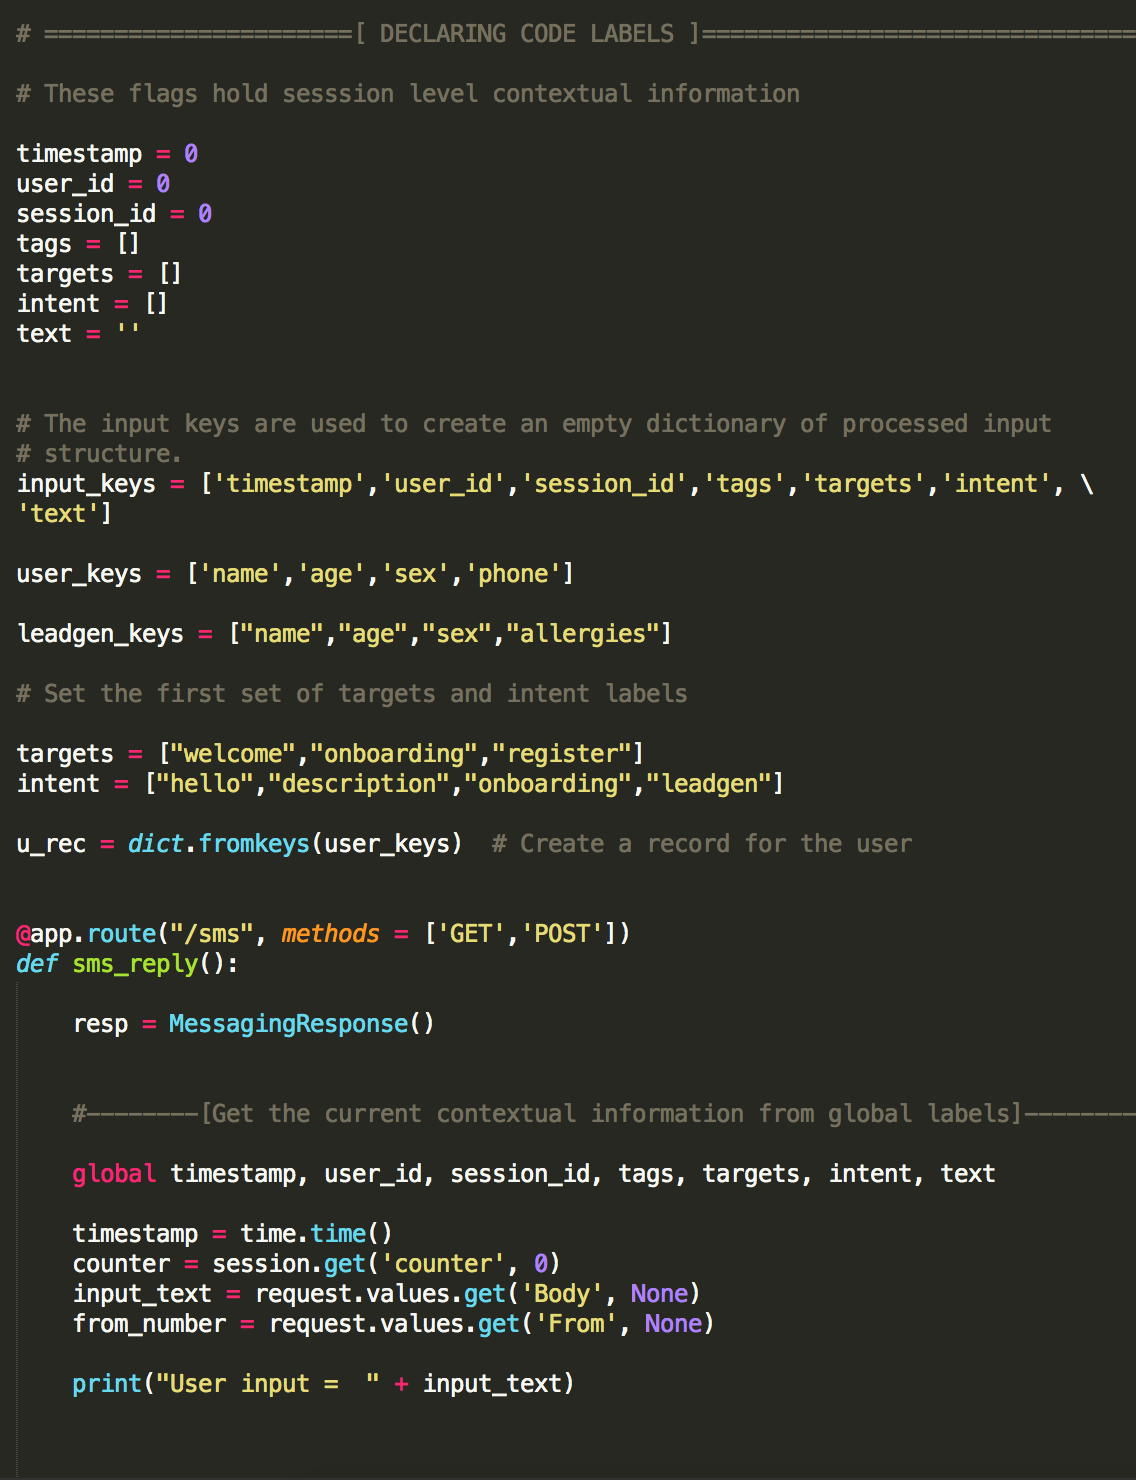 # ======================[ DECLARING CODE LABELS ]===============================
# These flags hold sesssion level contextual information
timestamp = 0
user_id = 0
session_id = 0
tags = []
targets = []
intent = []
text = ''
# The input keys are used to create an empty dictionary of processed input
# structure.
input_keys = ['timestamp','user_id','session_id','tags','targets','intent', \
'text']
user_keys = ['name','age','sex','phone']
leadgen_keys = ["name","age","sex","allergies"]
# Set the first set of targets and intent labels
targets = ["welcome","onboarding","register"]
intent = ["hello","description","onboarding","leadgen"]
u_rec = dict.fromkeys(user_keys)  # Create a record for the user
@app.route("/sms", methods = ['GET','POST'])
def sms_reply():
    resp = MessagingResponse()
    #--------[Get the current contextual information from global labels]--------
    global timestamp, user_id, session_id, tags, targets, intent, text
    timestamp = time.time()
    counter = session.get('counter', 0)
    input_text = request.values.get('Body', None)
    from_number = request.values.get('From', None)
    print("User input =  " + input_text)